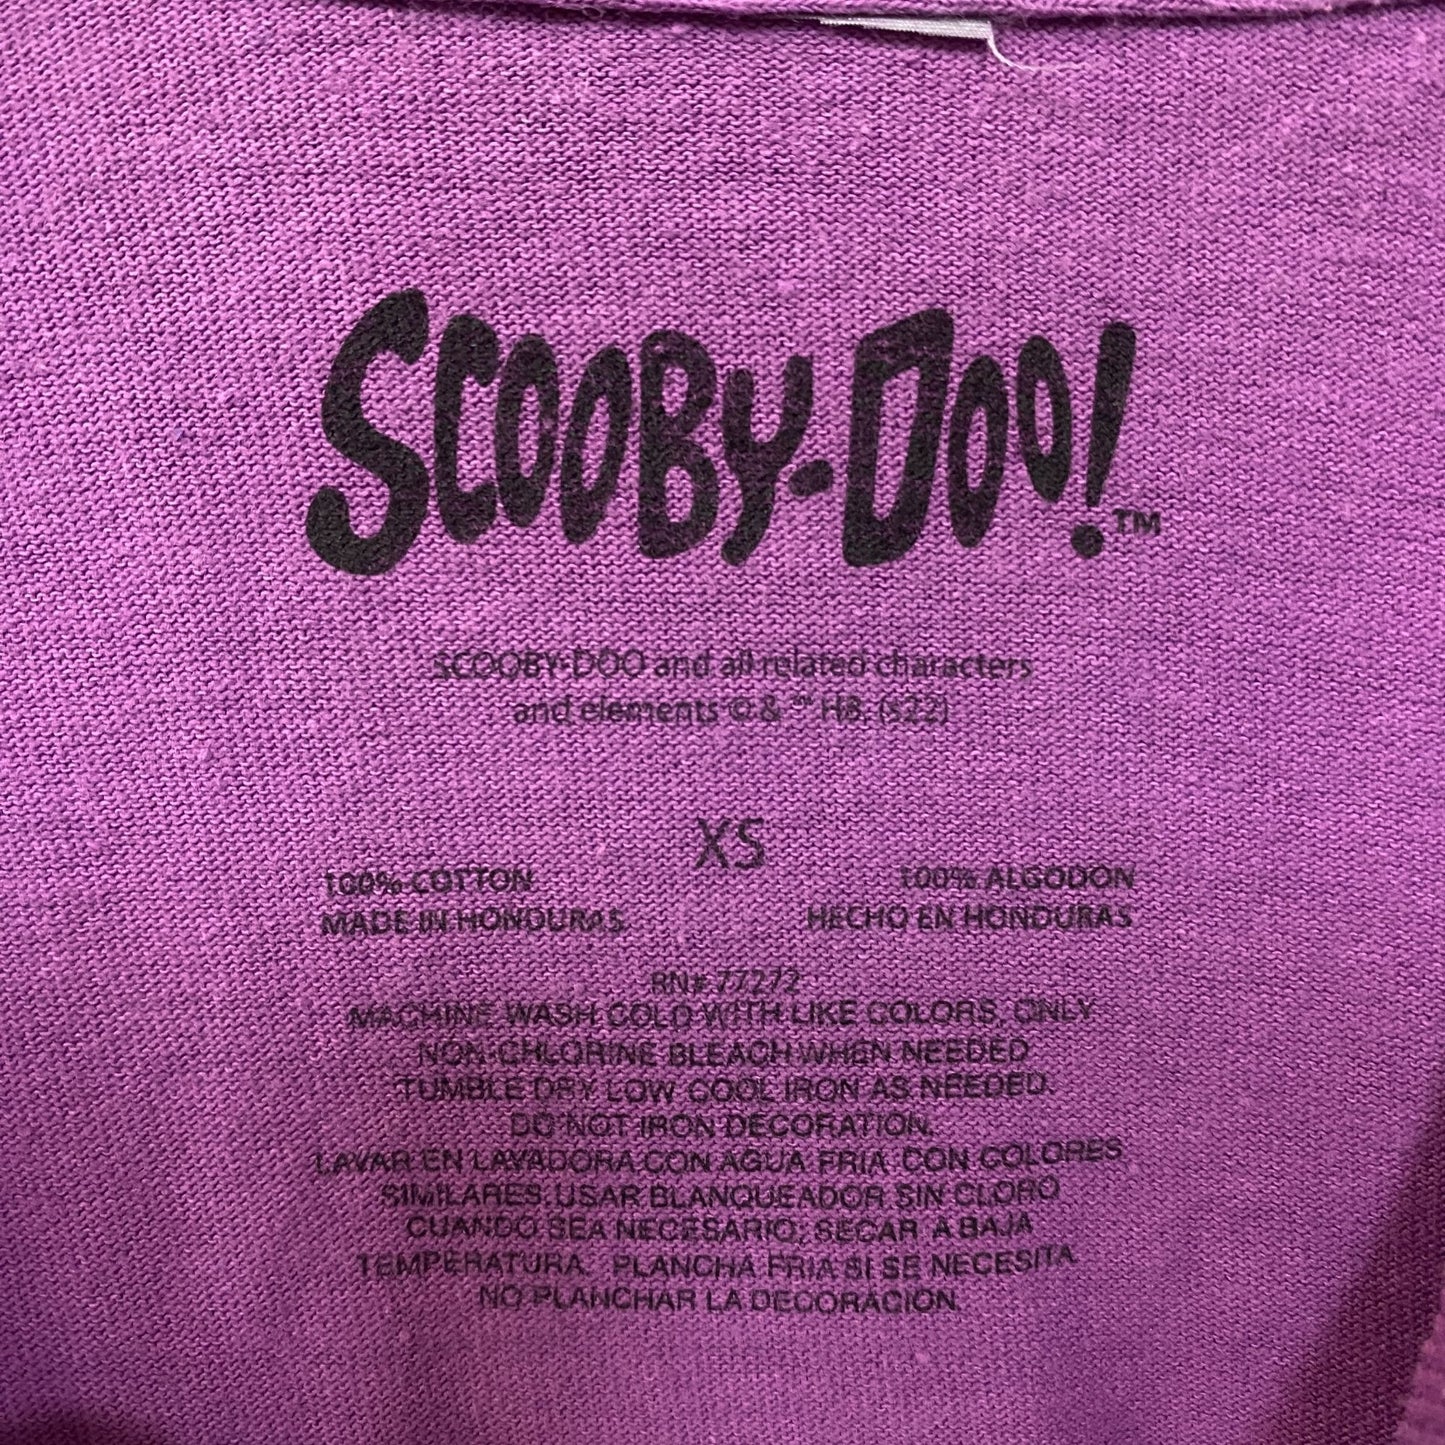 SCOOBY-DOO!™
SCOOBY-DOO and all related characters
and elements © & ™ HB. (s22)
XS
100% COTTON
MADE IN HONDURAS
100% ALGODON
HECHO EN HONDURAS
RN# 77272
MACHINE WASH COLD WITH LIKE COLORS, ONLY
NON-CHLORINE BLEACH WHEN NEEDED
TUMBLE DRY LOW COOL IRON AS NEEDED.
DO NOT IRON DECORATION.
LAVAR EN LAVADORA CON AGUA FRIA CON COLORES
SIMILARES. USAR BLANQUEADOR SIN CLORO
CUANDO SEA NECESARIO, SECAR A BAJA
TEMPERATURA. PLANCHA FRIA SI SE NECESITA
NO PLANCHAR LA DECORACION.